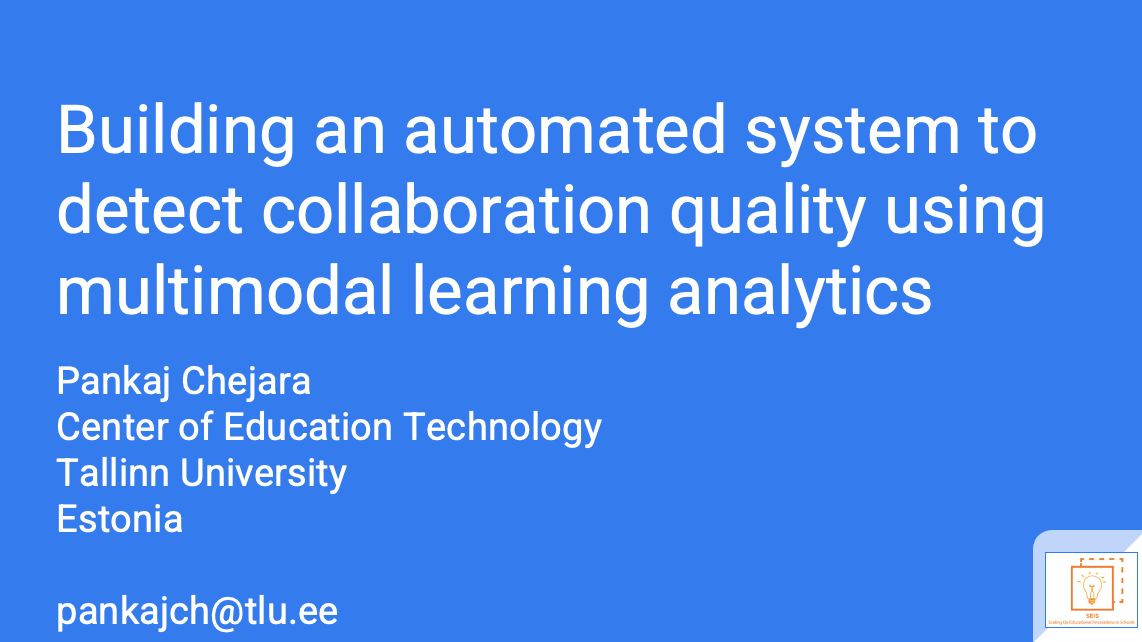 Building an automated system to
detect collaboration quality using
multimodal learning analytics
Pankaj Chejara
Center of Education Technology
Tallinn University
Estonia
pankajch@tlu.ee
SEIS
Scaling Up Educational Innovations in Schools